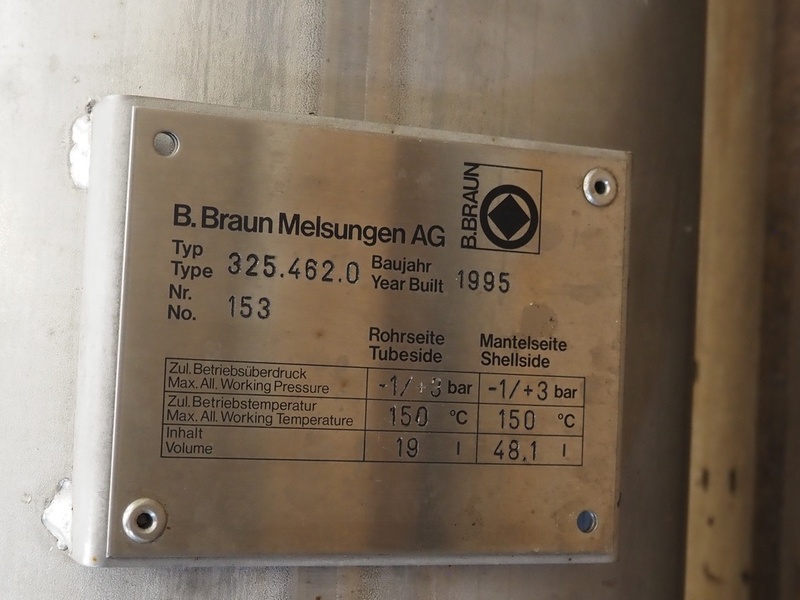 B.BRAUN
B. Braun Melsungen AG
Typ
Type 325.462.0
Baujahr
Year Built 1995
Nr.
No. 153
Rohrseite
Tubeside
Mantelseite
Shellside
Zul. Betriebsüberdruck
Max. All. Working Pressure -1/+3 bar -1/+3 bar
Zul. Betriebstemperatur
Max. All. Working Temperature 150 °C 150 °C
Inhalt
Volume 19 l 48,1 l